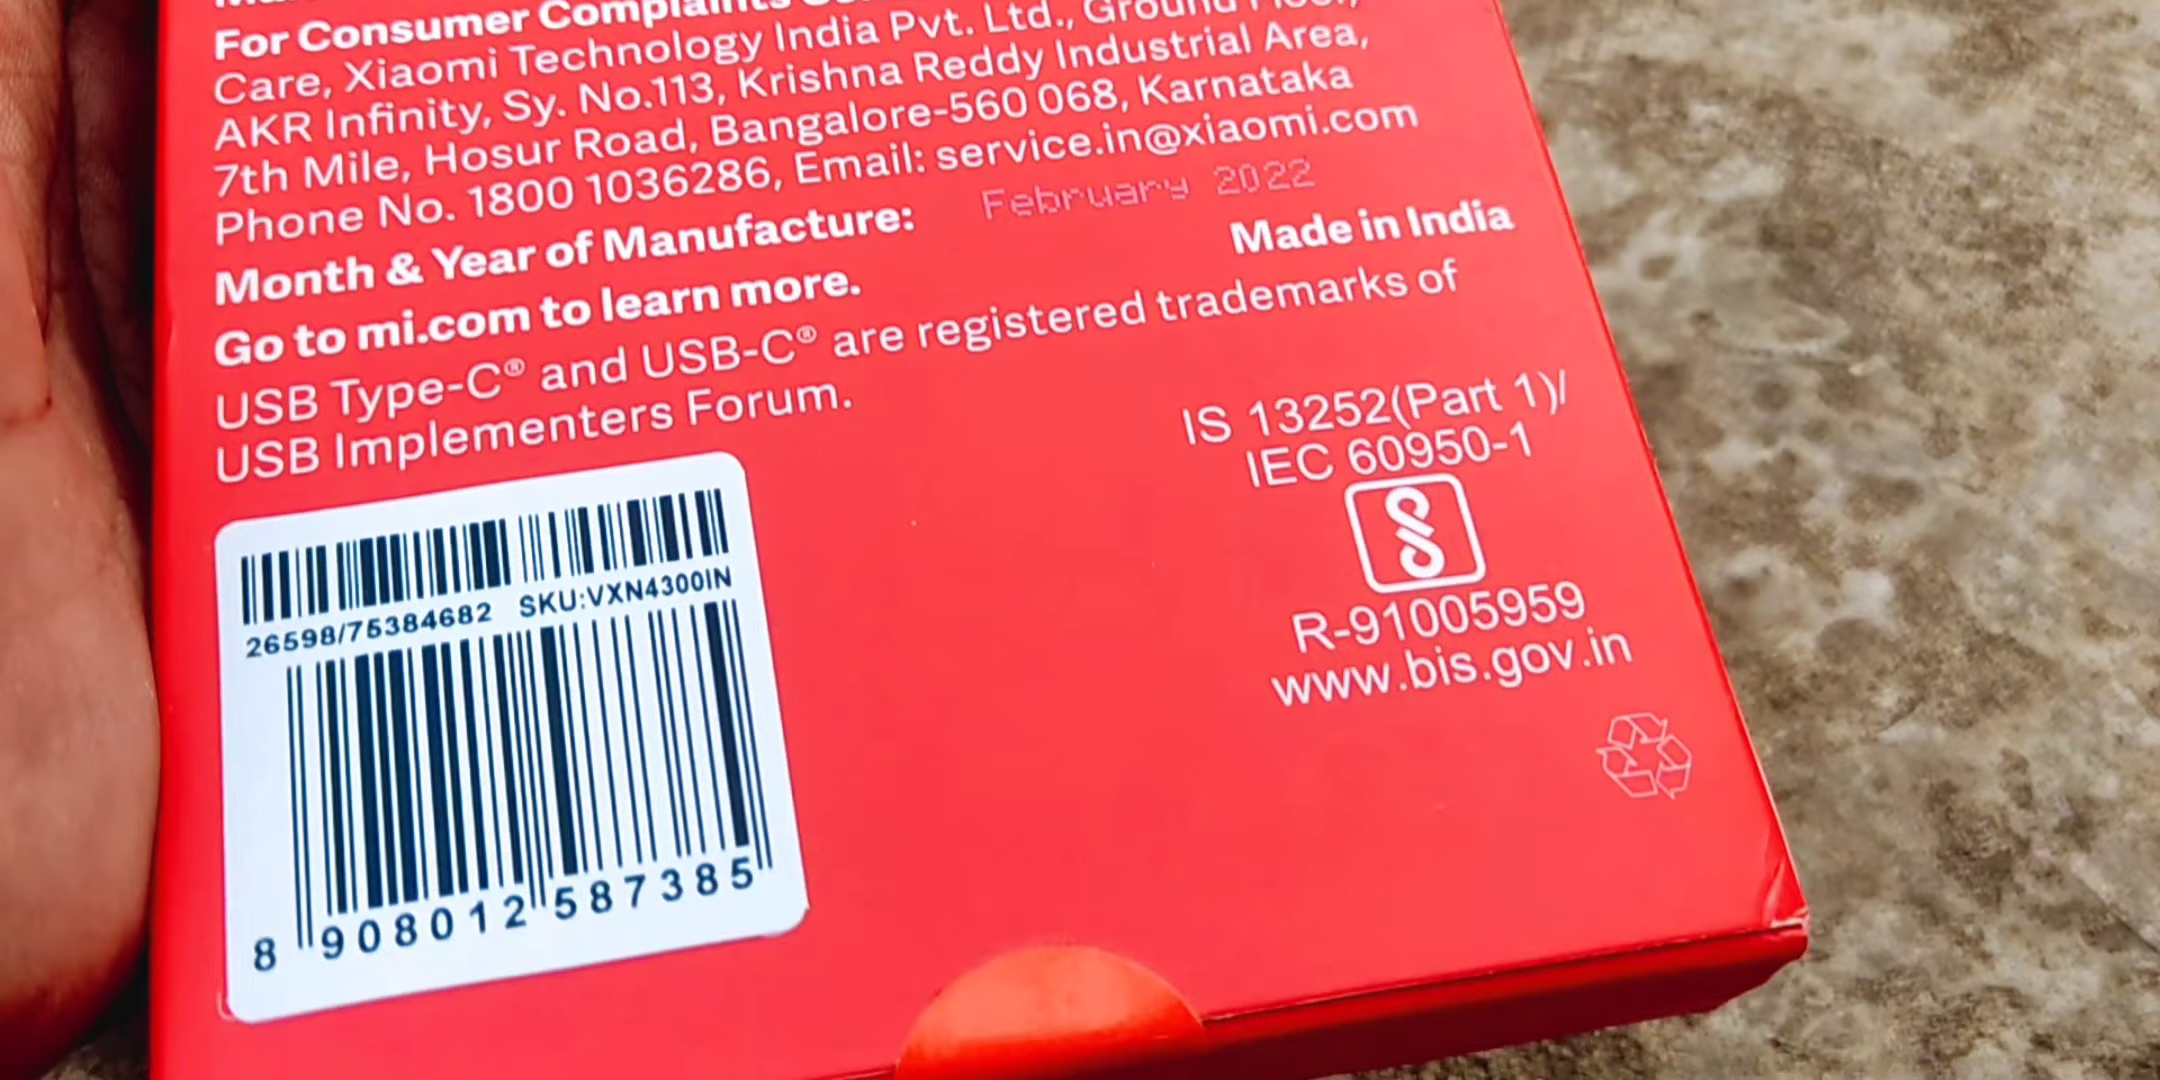 For Consumer Complaints
Care, Xiaomi Technology India Pvt. Ltd., Ground Floor,
AKR Infinity, Sy. No.113, Krishna Reddy Industrial Area,
7th Mile, Hosur Road, Bangalore-560 068, Karnataka
Phone No. 1800 1036286, Email: service.in@xiaomi.com
Month & Year of Manufacture: February 2022
Made in India
Go to mi.com to learn more.
USB Type-C® and USB-C® are registered trademarks of
USB Implementers Forum.
IS 13252(Part 1)/
IEC 60950-1
R-91005959
www.bis.gov.in
26598/75384682 SKU:VXN4300IN
8 908012 587385